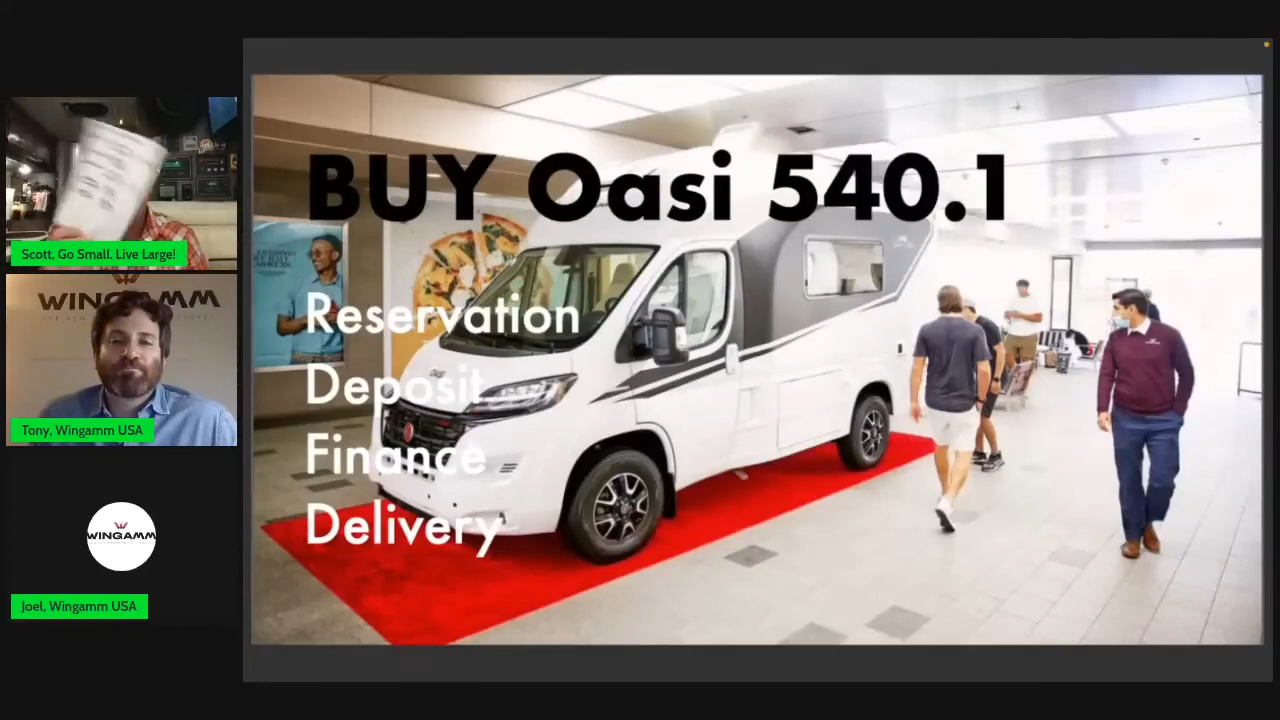 Scott, Go Small. Live Large!
WINGAMM
Tony, Wingamm USA
WINGAMM
Joel, Wingamm USA
BUY Oasi 540.1
Reservation
Deposit
Finance
Delivery